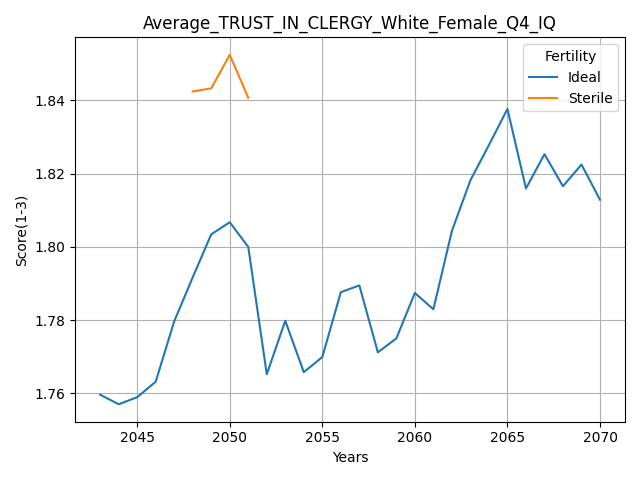 Average_TRUST_IN_CLERGY_White_Female_Q4_IQ
Fertility
Ideal
Sterile
Score(1-3)
1.84
1.82
1.80
1.78
1.76
2045 2050 2055 2060 2065 2070
Years